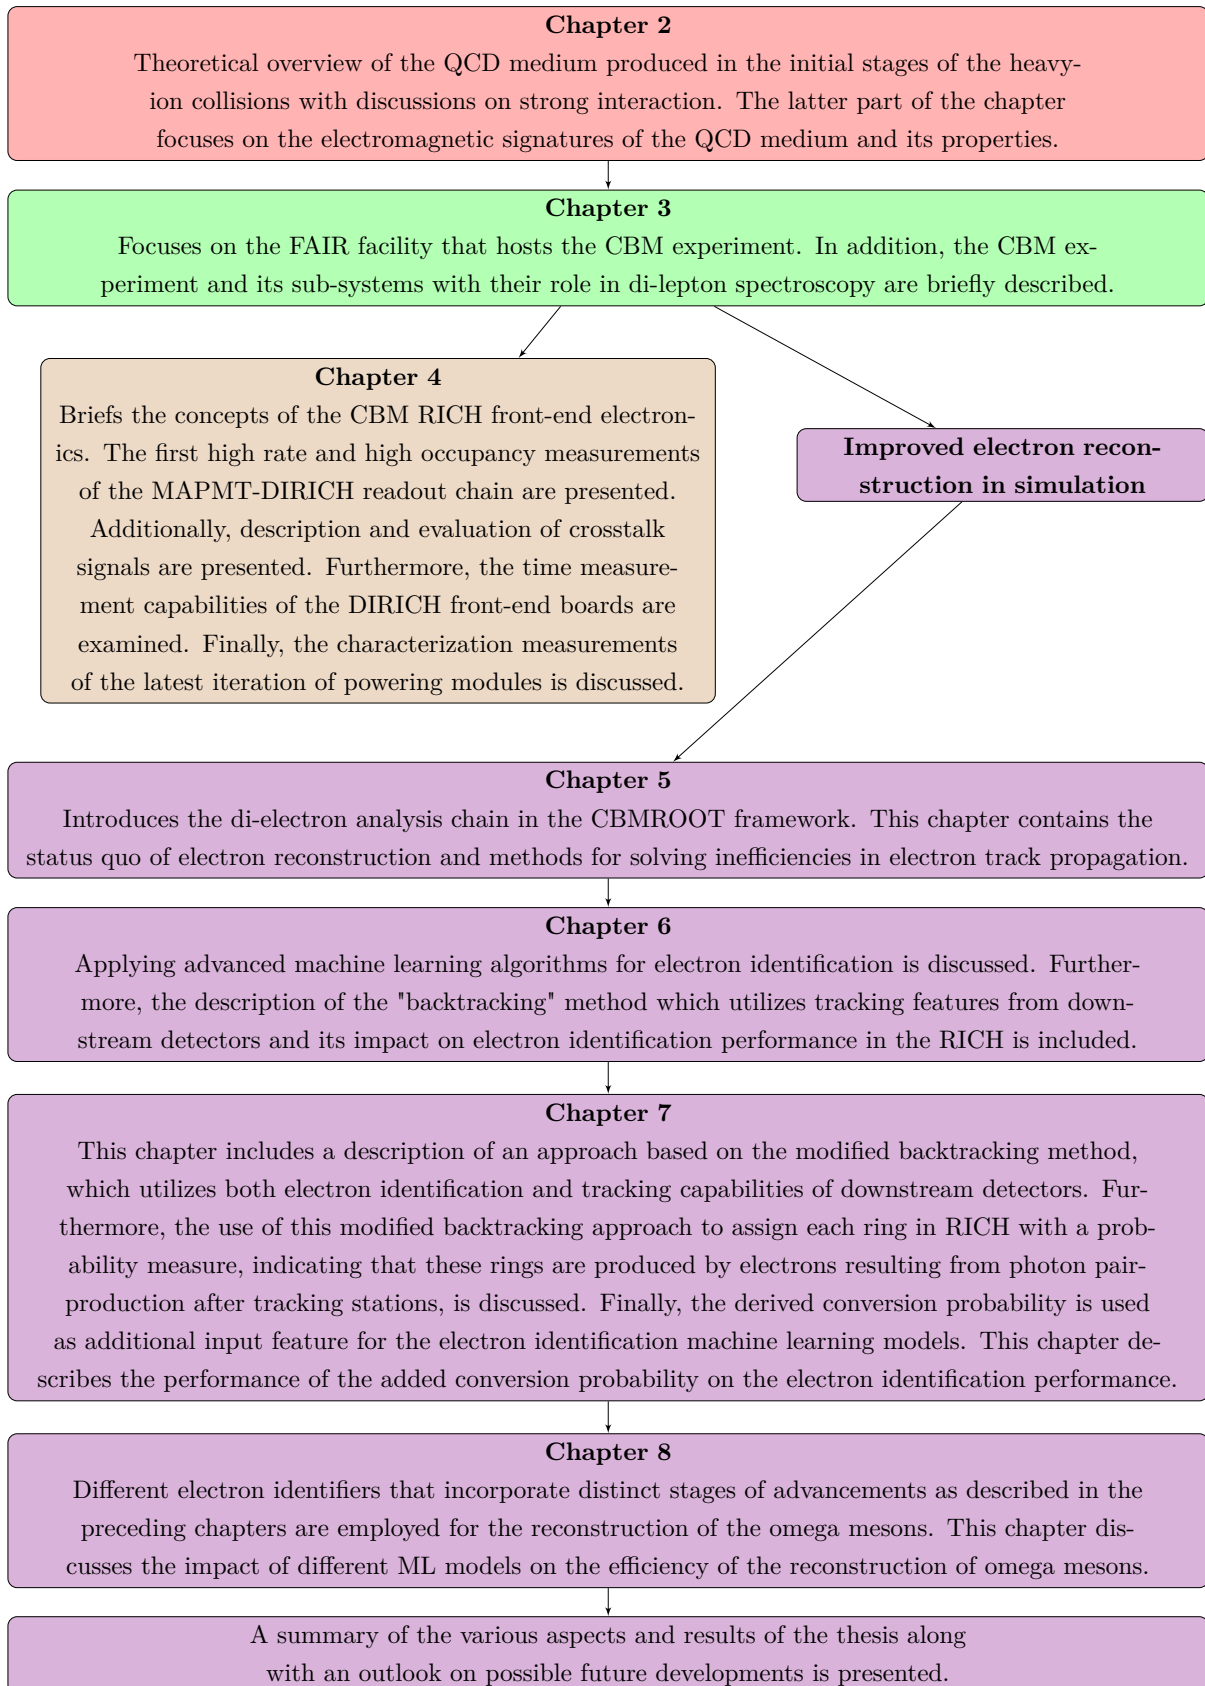 Chapter 2
Theoretical overview of the QCD medium produced in the initial stages of the heavy-
ion collisions with discussions on strong interaction. The latter part of the chapter
focuses on the electromagnetic signatures of the QCD medium and its properties.
Chapter 3
Focuses on the FAIR facility that hosts the CBM experiment. In addition, the CBM ex-
periment and its sub-systems with their role in di-lepton spectroscopy are briefly described.
Chapter 4
Briefs the concepts of the CBM RICH front-end electron-
ics. The first high rate and high occupancy measurements
of the MAPMT-DIRICH readout chain are presented.
Additionally, description and evaluation of crosstalk
signals are presented. Furthermore, the time measure-
ment capabilities of the DIRICH front-end boards are
examined. Finally, the characterization measurements
of the latest iteration of powering modules is discussed.
Improved electron recon-
struction in simulation
Chapter 5
Introduces the di-electron analysis chain in the CBMROOT framework. This chapter contains the
status quo of electron reconstruction and methods for solving inefficiencies in electron track propagation.
Chapter 6
Applying advanced machine learning algorithms for electron identification is discussed. Further-
more, the description of the "backtracking" method which utilizes tracking features from down-
stream detectors and its impact on electron identification performance in the RICH is included.
Chapter 7
This chapter includes a description of an approach based on the modified backtracking method,
which utilizes both electron identification and tracking capabilities of downstream detectors. Fur-
thermore, the use of this modified backtracking approach to assign each ring in RICH with a prob-
ability measure, indicating that these rings are produced by electrons resulting from photon pair-
production after tracking stations, is discussed. Finally, the derived conversion probability is used
as additional input feature for the electron identification machine learning models. This chapter de-
scribes the performance of the added conversion probability on the electron identification performance.
Chapter 8
Different electron identifiers that incorporate distinct stages of advancements as described in the
preceding chapters are employed for the reconstruction of the omega mesons. This chapter dis-
cusses the impact of different ML models on the efficiency of the reconstruction of omega mesons.
A summary of the various aspects and results of the thesis along
with an outlook on possible future developments is presented.